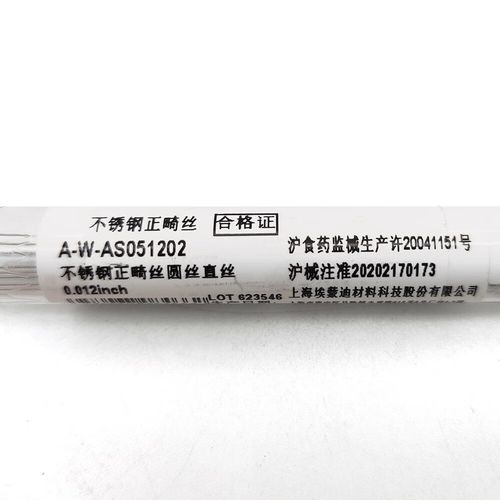 不锈钢正畸丝 合格证
A-W-AS051202
不锈钢正畸丝圆丝直丝
0.012inch LOT 623546
沪食药监械生产许20041151号
沪械注准20202170173
上海埃蒙迪材料科技股份有限公司